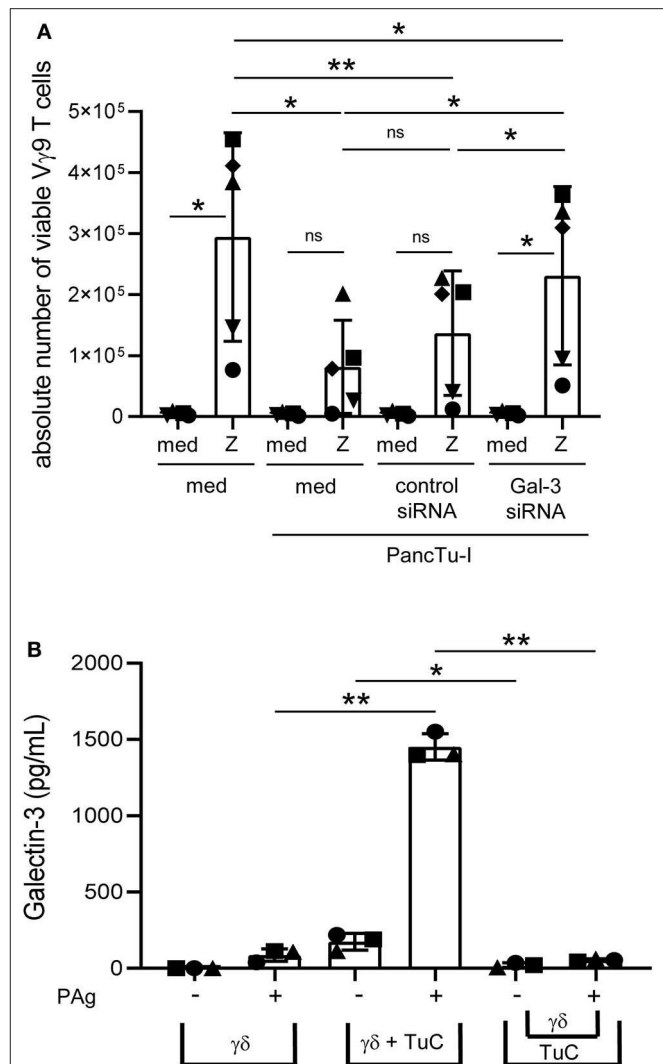 A
*
**
* *
ns *
* ns ns *
absolute number of viable Vγ9 T cells
5×10⁵
4×10⁵
3×10⁵
2×10⁵
1×10⁵
0
med Z med Z med Z med Z
med med control siRNA Gal-3 siRNA
PancTu-I
B
**
*
**
Galectin-3 (pg/mL)
2000
1500
1000
500
0
PAg - + - + - +
γδ γδ + TuC γδ
TuC